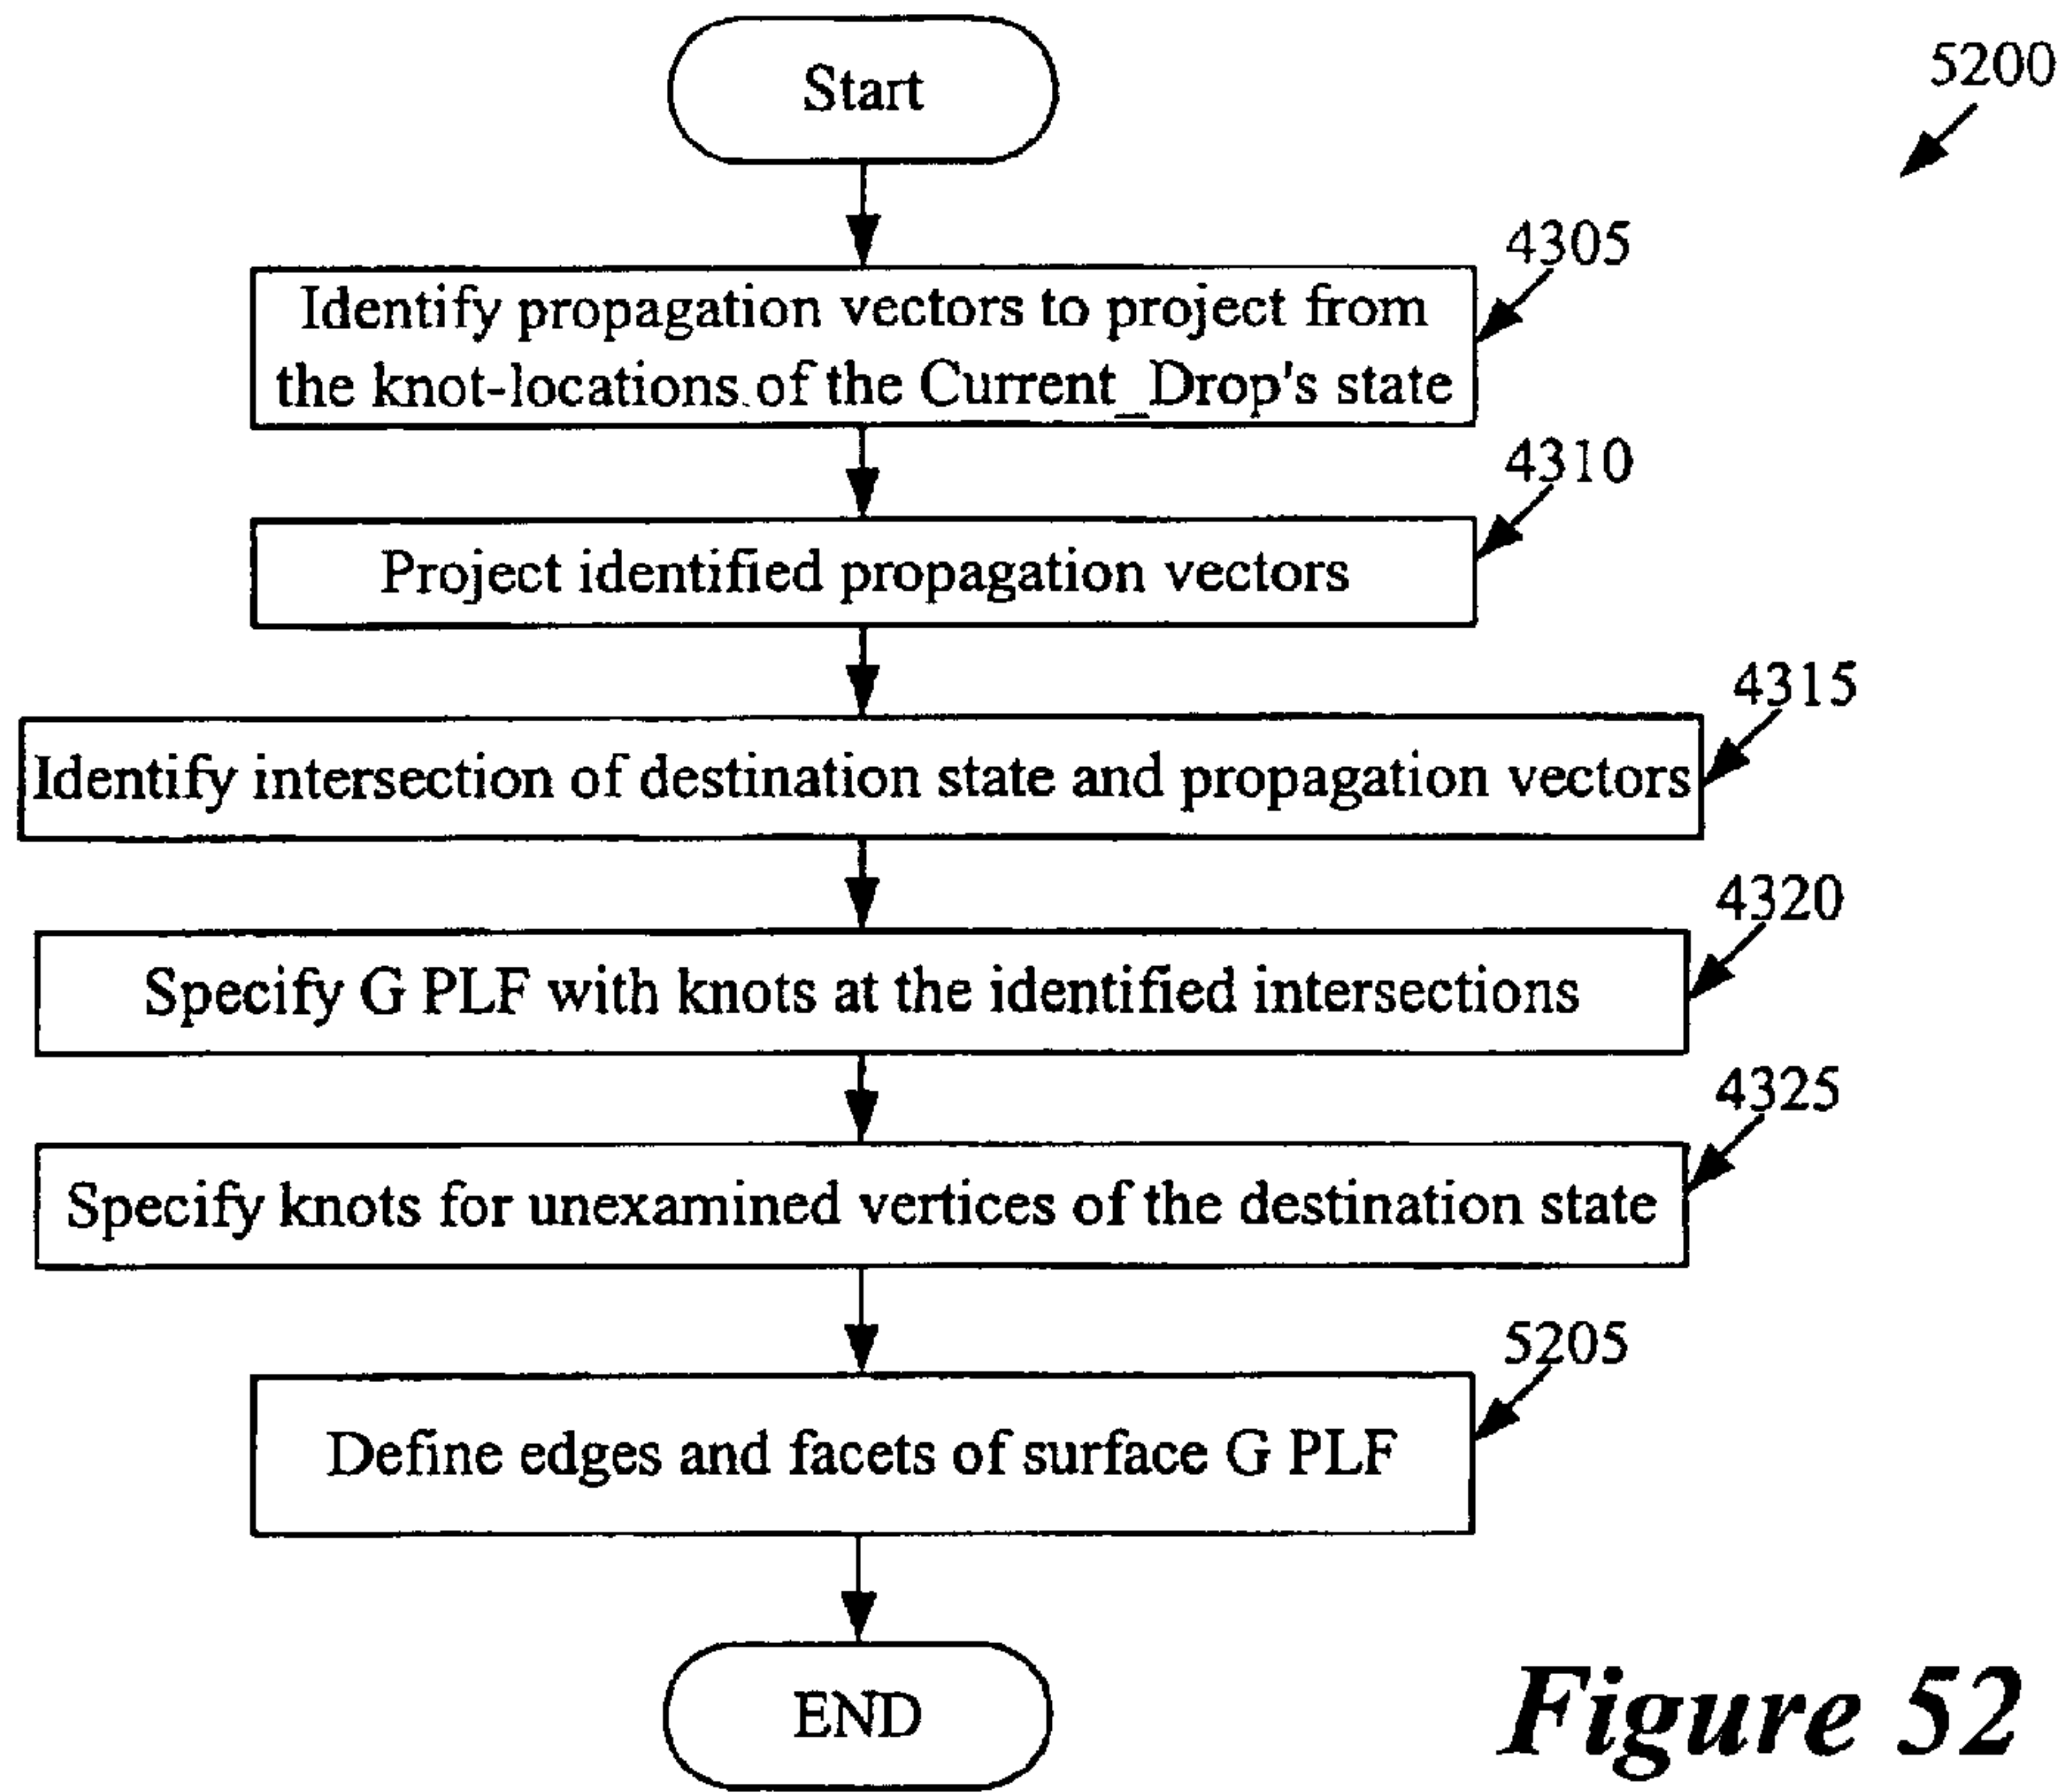 Start
5200
4305
Identify propagation vectors to project from
the knot-locations of the Current_Drop's state
4310
Project identified propagation vectors
4315
Identify intersection of destination state and propagation vectors
4320
Specify G PLF with knots at the identified intersections
4325
Specify knots for unexamined vertices of the destination state
5205
Define edges and facets of surface G PLF
END
Figure 52